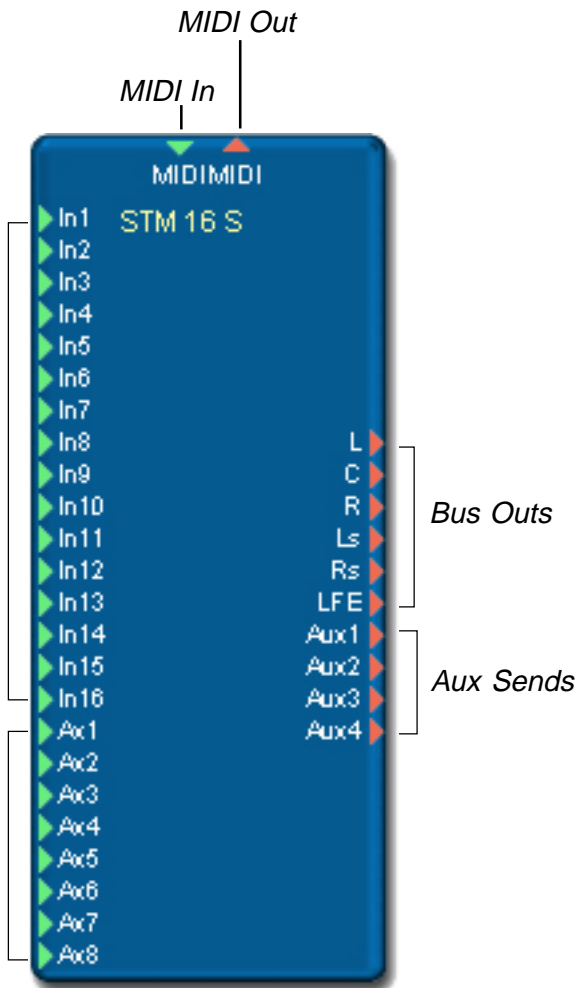 MIDI Out
MIDI In
MIDIMIDI
In1 STM 16 S
In2
In3
In4
In5
In6
In7
In8 L
In9 C
In10 R
Bus Outs
In11 Ls
In12 Rs
In13 LFE
In14 Aux1
In15 Aux2
Aux Sends
In16 Aux3
Ax1 Aux4
Ax2
Ax3
Ax4
Ax5
Ax6
Ax7
Ax8